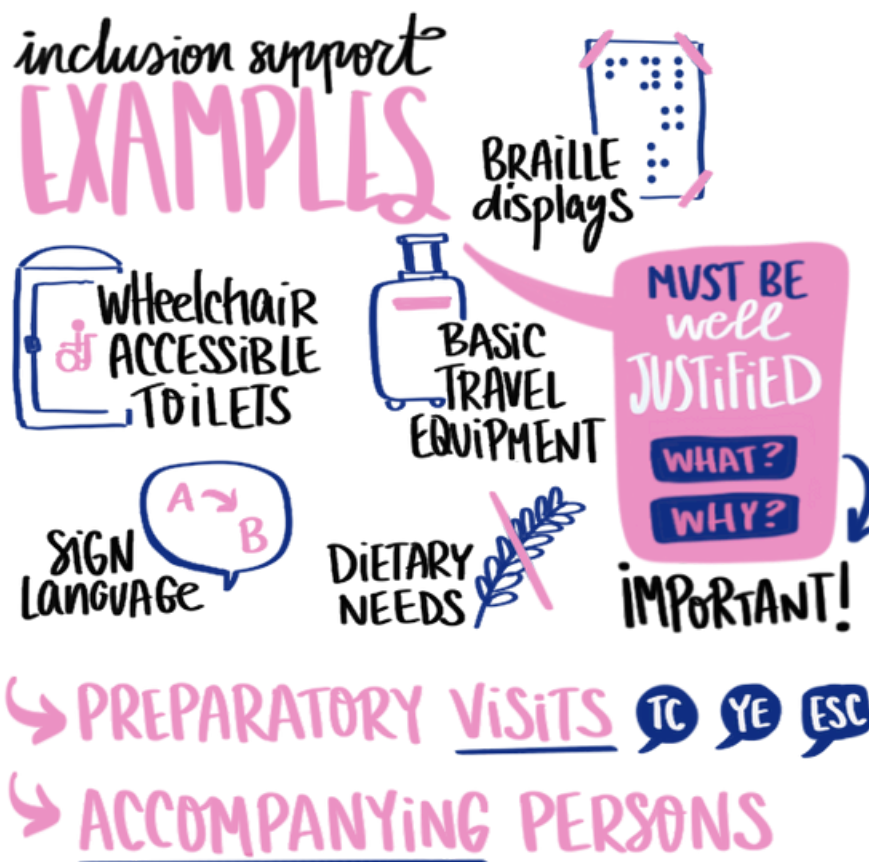 inclusion support
EXAMPLES
BRAiLLE
displays
WHeelchaiR
ACCESSiBLE
TOiLETS
BASiC
TRAVEL
EQUiPMENT
MUST BE
well
JUSTiFiED
WHAT?
WHY?
iMPORTANT!
SiGN
LANGUAGE
A
B
DiETARY
NEEDS
PREPARATORY ViSiTS TC YE ESC
ACCOMPANYiNG PERSONS